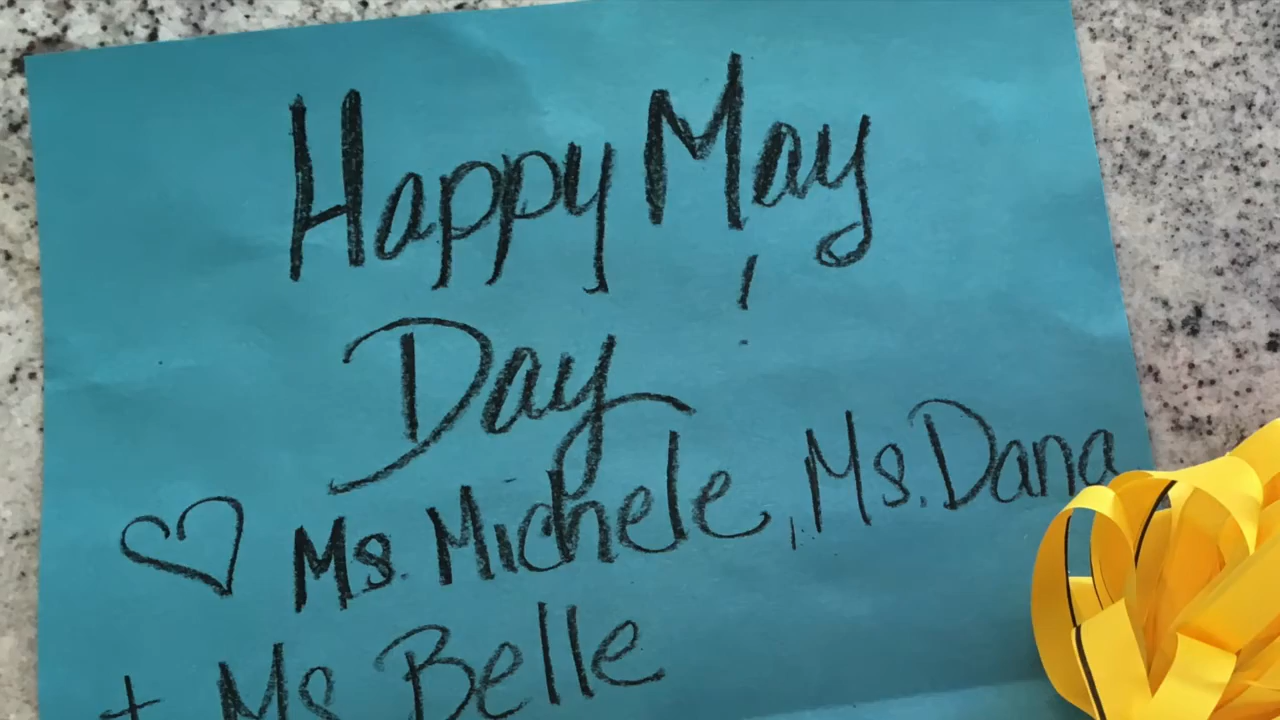 Happy May
Day!
♡ Ms. Michele, Ms. Dana
+ Ms. Belle